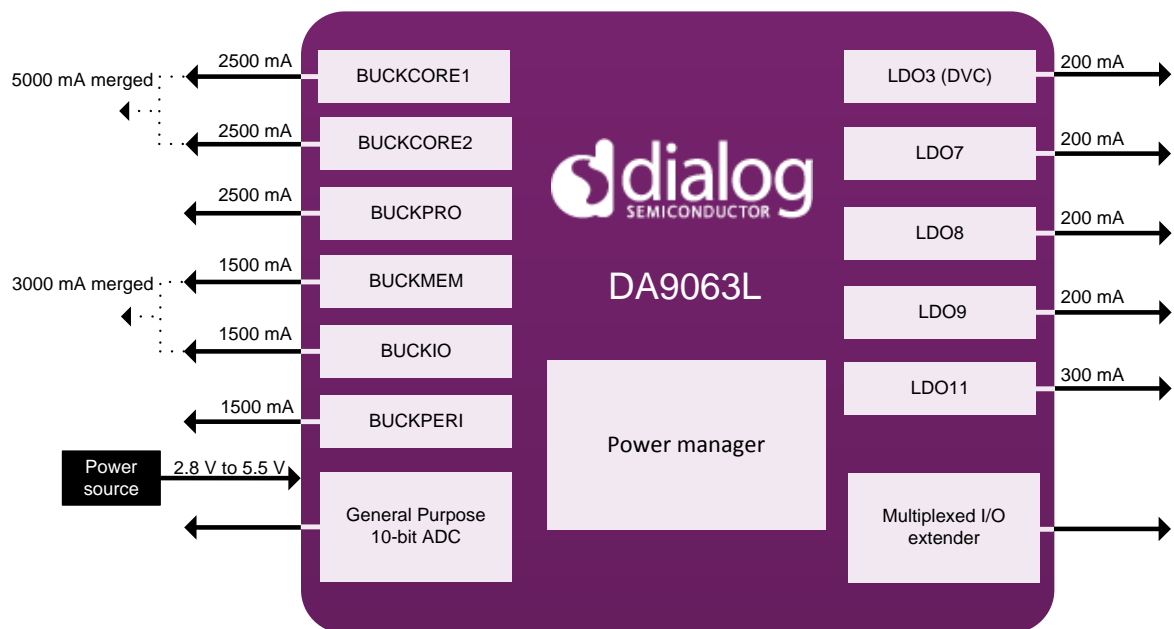 5000 mA merged
2500 mA
BUCKCORE1
2500 mA
BUCKCORE2
2500 mA
BUCKPRO
3000 mA merged
1500 mA
BUCKMEM
1500 mA
BUCKIO
1500 mA
BUCKPERI
Power
source
2.8 V to 5.5 V
General Purpose
10-bit ADC
dialog
SEMICONDUCTOR
DA9063L
Power manager
LDO3 (DVC)
200 mA
LDO7
200 mA
LDO8
200 mA
LDO9
200 mA
LDO11
300 mA
Multiplexed I/O
extender